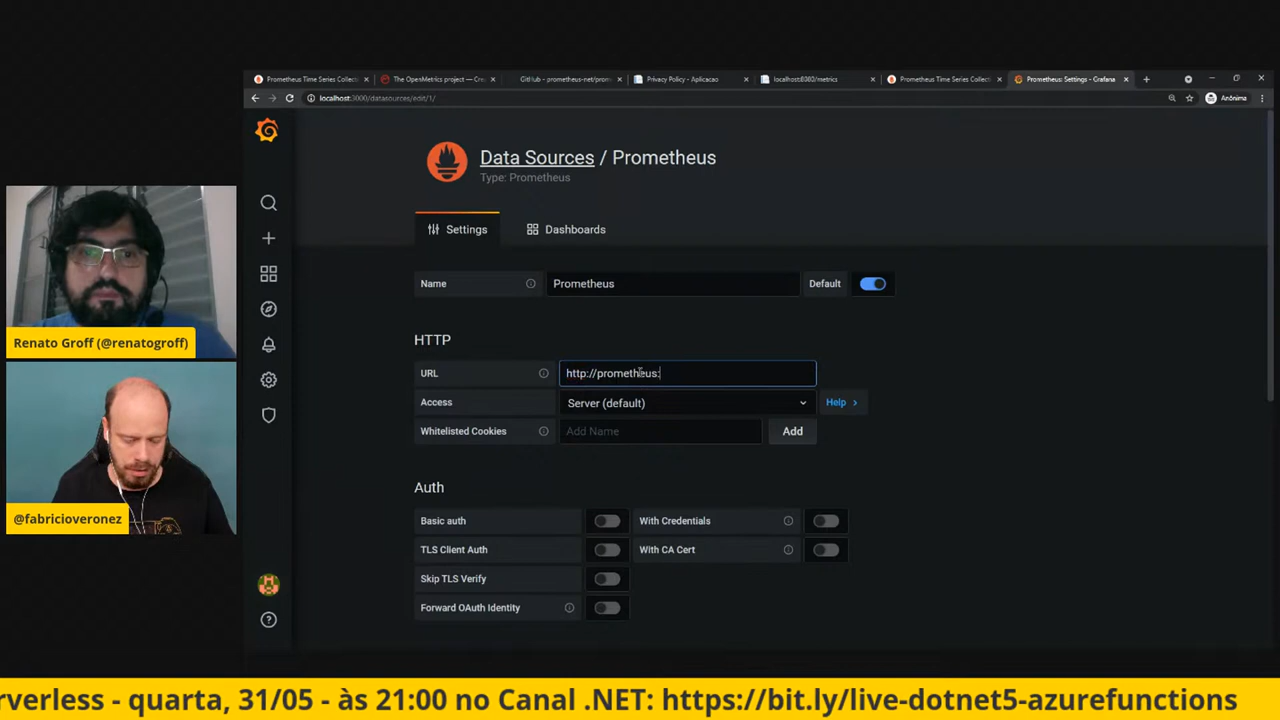 Prometheus Time Series Collecti
The OpenMetrics project — Crea
GitHub - prometheus-net/prom
Privacy Policy - Aplicacao
localhost:8080/metrics
Prometheus Time Series Collecti
Prometheus: Settings - Grafana
localhost:3000/datasources/edit/1/
Anônima
Data Sources / Prometheus
Type: Prometheus
Settings
Dashboards
Name
Prometheus
Default
HTTP
URL
http://prometheus:
Access
Server (default)
Help >
Whitelisted Cookies
Add Name
Add
Auth
Basic auth
With Credentials
TLS Client Auth
With CA Cert
Skip TLS Verify
Forward OAuth Identity
Renato Groff (@renatogroff)
@fabricioveronez
rverless - quarta, 31/05 - às 21:00 no Canal .NET: https://bit.ly/live-dotnet5-azurefunctions